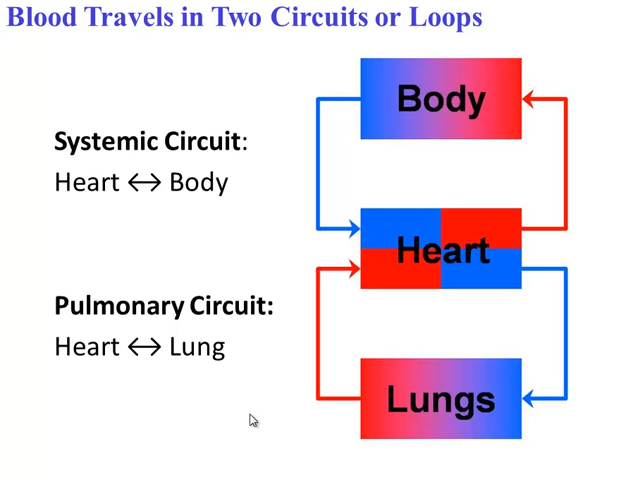 Blood Travels in Two Circuits or Loops
Systemic Circuit:
Heart ↔ Body
Pulmonary Circuit:
Heart ↔ Lung
Body
Heart
Lungs